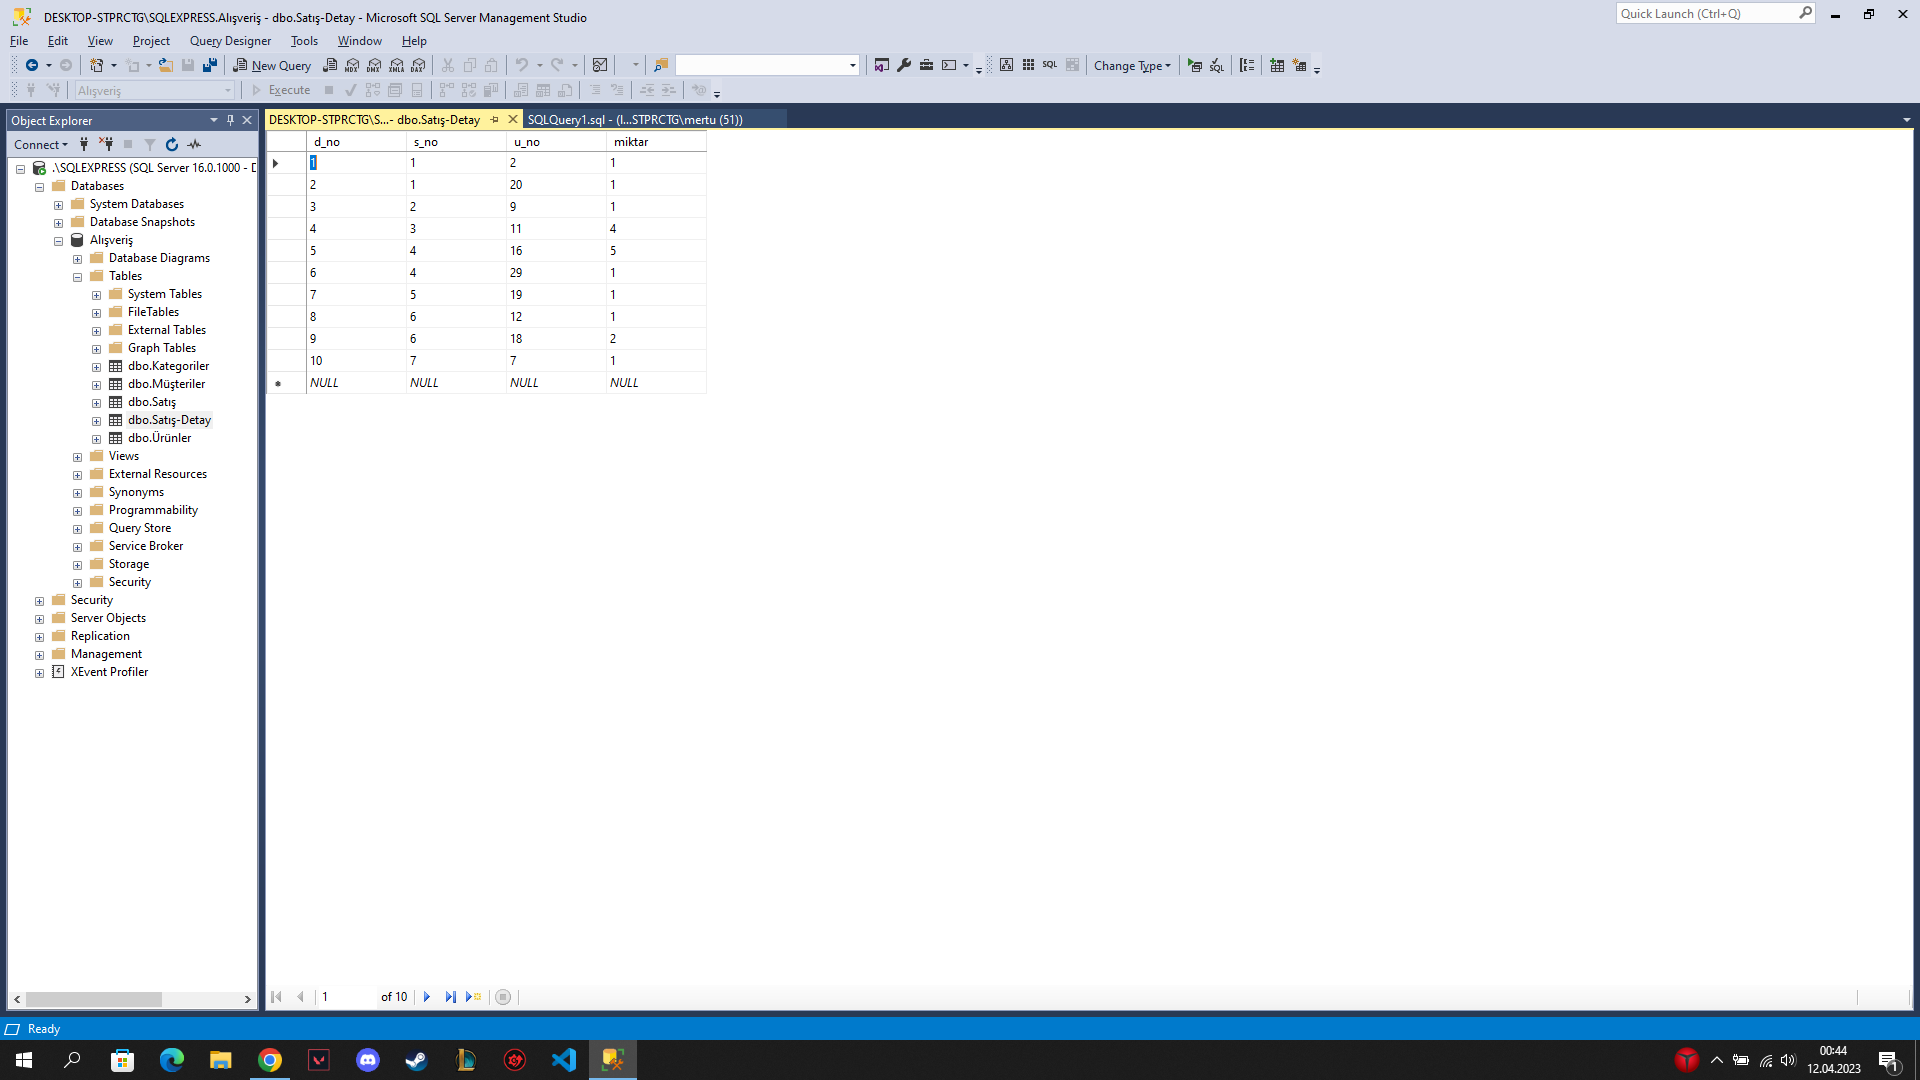 DESKTOP-STPRCTG\SQLEXPRESS.Alışveriş - dbo.Satış-Detay - Microsoft SQL Server Management Studio
Quick Launch (Ctrl+Q)
File Edit View Project Query Designer Tools Window Help
New Query MDX DMX XMLA DAX SQL Change Type SQL
Alışveriş Execute
Object Explorer
DESKTOP-STPRCTG\S...- dbo.Satış-Detay
SQLQuery1.sql - (l...STPRCTG\mertu (51))
Connect
.\SQLEXPRESS (SQL Server 16.0.1000 - D
Databases
System Databases
Database Snapshots
Alışveriş
Database Diagrams
Tables
System Tables
FileTables
External Tables
Graph Tables
dbo.Kategoriler
dbo.Müşteriler
dbo.Satış
dbo.Satış-Detay
dbo.Ürünler
Views
External Resources
Synonyms
Programmability
Query Store
Service Broker
Storage
Security
Security
Server Objects
Replication
Management
XEvent Profiler
d_no s_no u_no miktar
1 1 2 1
2 1 20 1
3 2 9 1
4 3 11 4
5 4 16 5
6 4 29 1
7 5 19 1
8 6 12 1
9 6 18 2
10 7 7 1
NULL NULL NULL NULL
1 of 10
Ready
00:44
12.04.2023
1